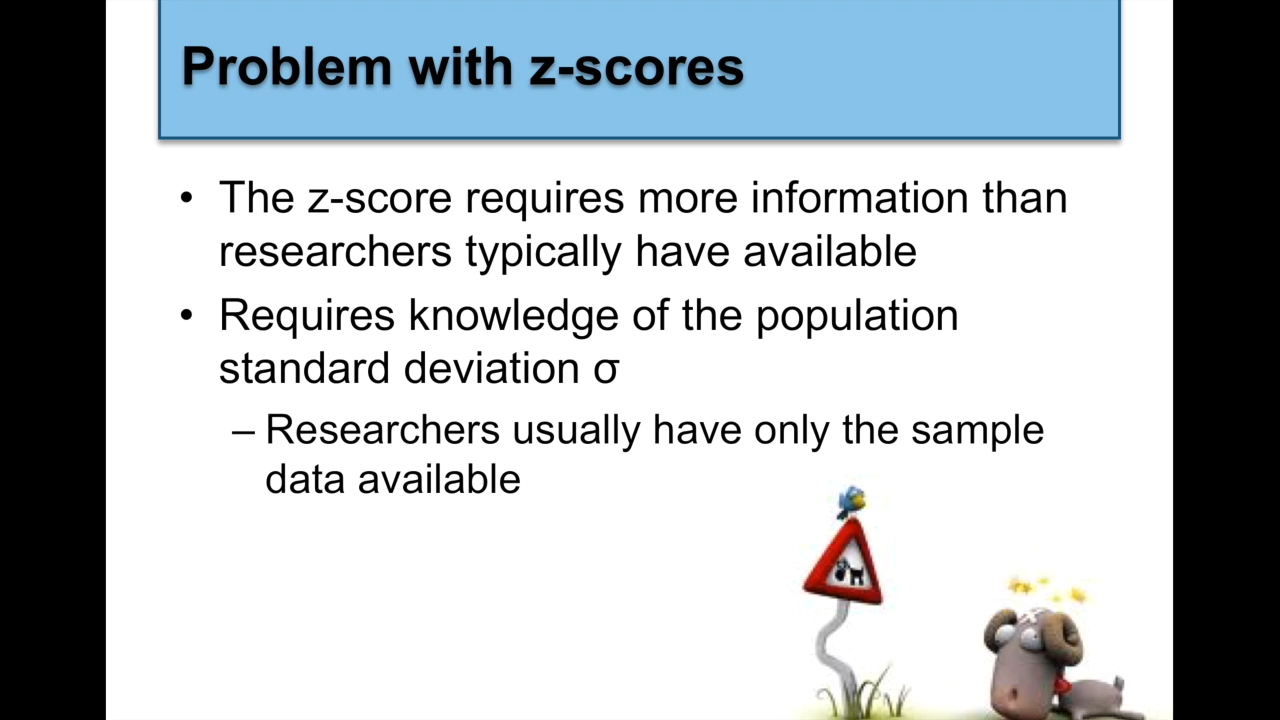 Problem with z-scores
• The z-score requires more information than
researchers typically have available
• Requires knowledge of the population
standard deviation σ
– Researchers usually have only the sample
data available